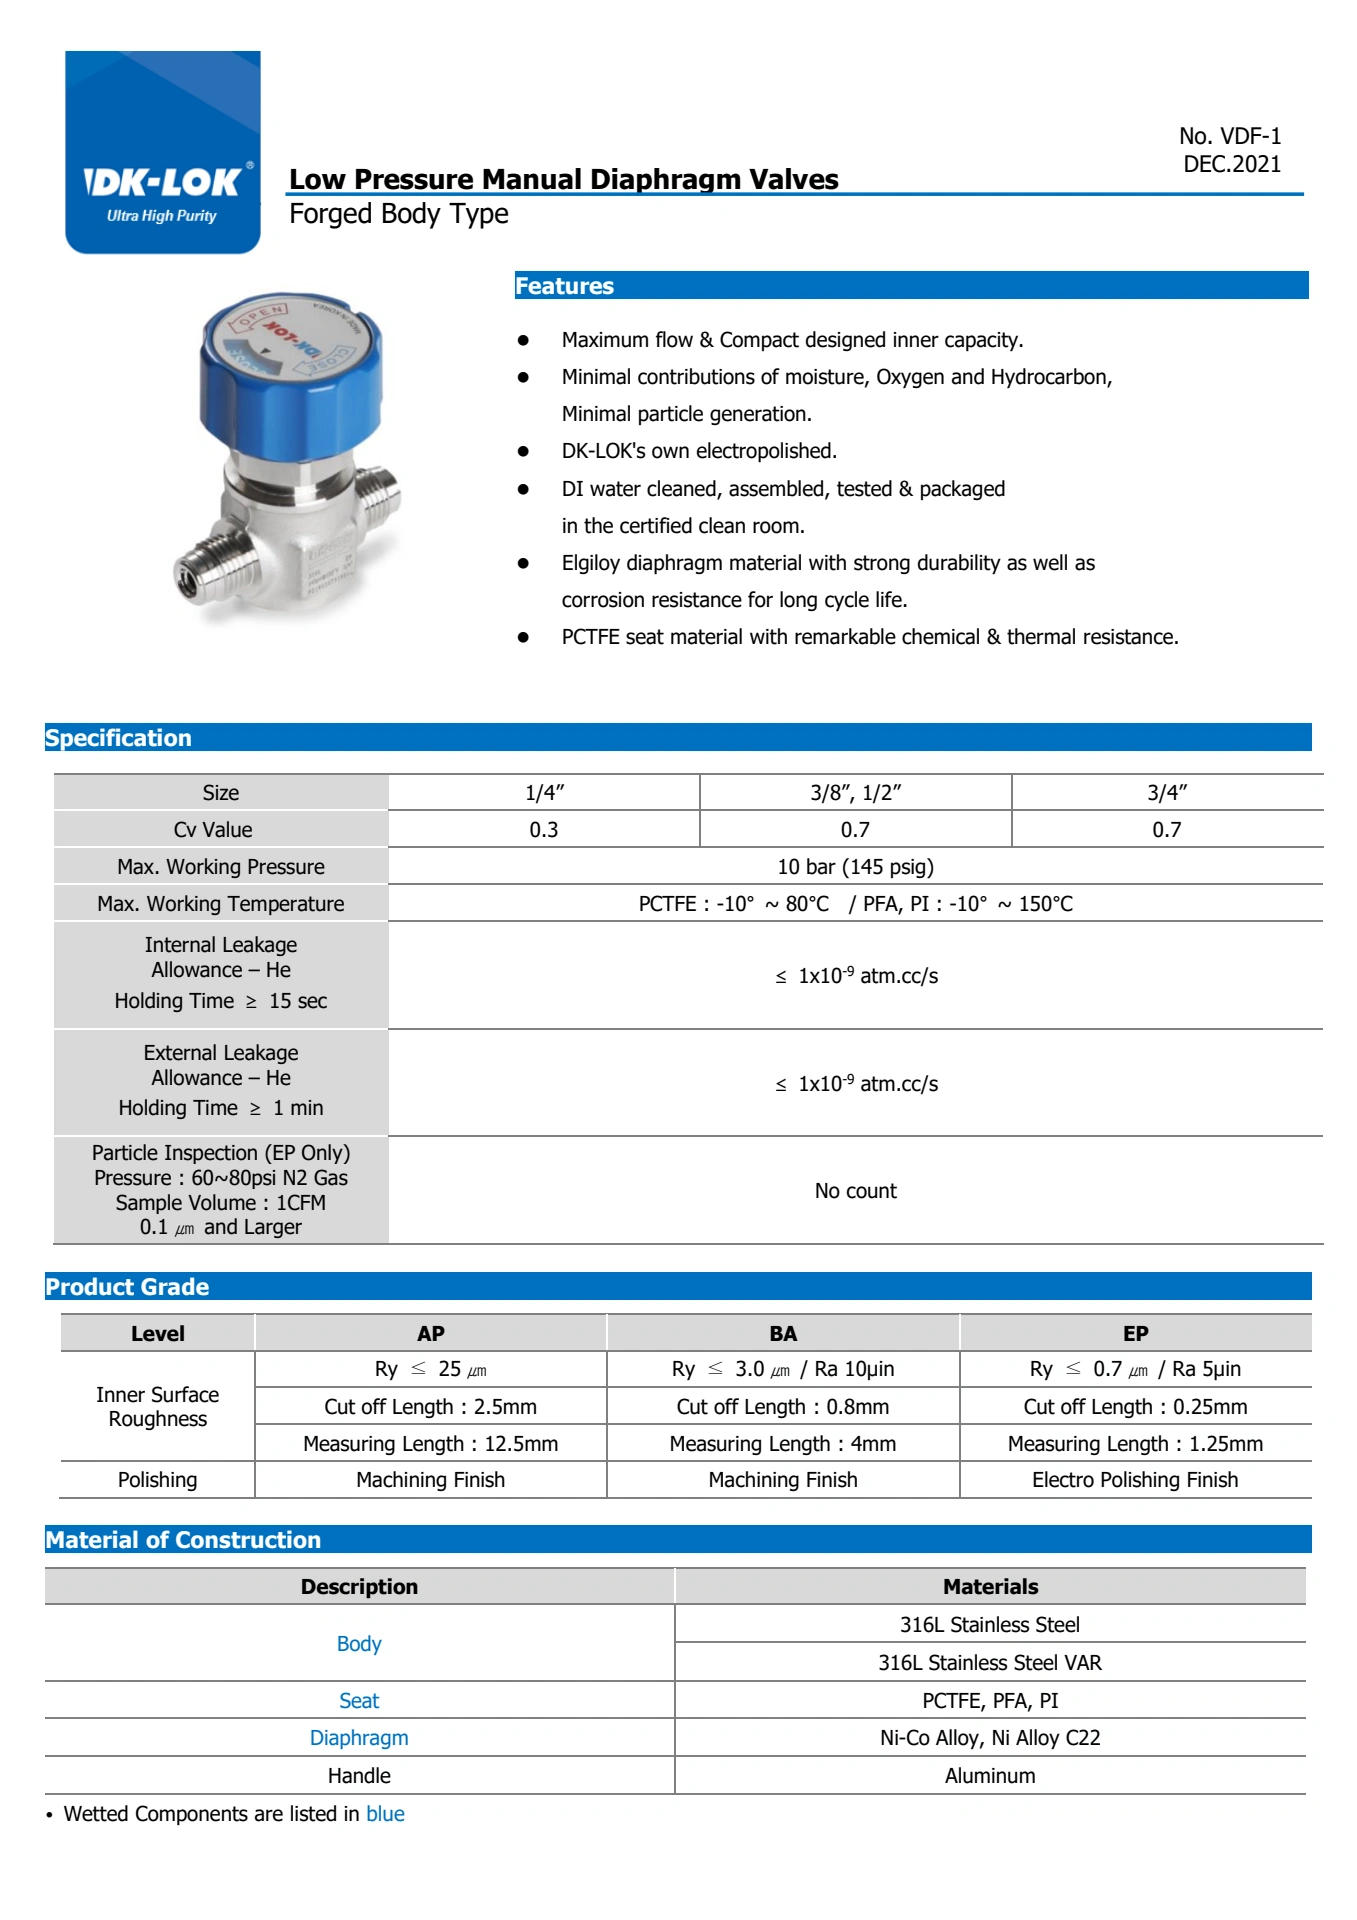 DK-LOK®
Ultra High Purity
No. VDF-1
DEC.2021
Low Pressure Manual Diaphragm Valves
Forged Body Type
OPEN
MADE IN KOREA
DK-LOK
CLOSE
CLOSE
Features
● Maximum flow & Compact designed inner capacity.
● Minimal contributions of moisture, Oxygen and Hydrocarbon,
Minimal particle generation.
● DK-LOK's own electropolished.
● DI water cleaned, assembled, tested & packaged
in the certified clean room.
● Elgiloy diaphragm material with strong durability as well as
corrosion resistance for long cycle life.
● PCTFE seat material with remarkable chemical & thermal resistance.
Specification
Size 1/4″ 3/8″, 1/2″ 3/4″
Cv Value 0.3 0.7 0.7
Max. Working Pressure 10 bar (145 psig)
Max. Working Temperature PCTFE : -10° ~ 80°C / PFA, PI : -10° ~ 150°C
Internal Leakage
Allowance – He
Holding Time ≥ 15 sec
≤ 1x10⁻⁹ atm.cc/s
External Leakage
Allowance – He
Holding Time ≥ 1 min
≤ 1x10⁻⁹ atm.cc/s
Particle Inspection (EP Only)
Pressure : 60~80psi N2 Gas
Sample Volume : 1CFM
0.1 ㎛ and Larger
No count
Product Grade
Level AP BA EP
Inner Surface
Roughness
Ry ≤ 25 ㎛ Ry ≤ 3.0 ㎛ / Ra 10µin Ry ≤ 0.7 ㎛ / Ra 5µin
Cut off Length : 2.5mm Cut off Length : 0.8mm Cut off Length : 0.25mm
Measuring Length : 12.5mm Measuring Length : 4mm Measuring Length : 1.25mm
Polishing Machining Finish Machining Finish Electro Polishing Finish
Material of Construction
Description Materials
Body
316L Stainless Steel
316L Stainless Steel VAR
Seat PCTFE, PFA, PI
Diaphragm Ni-Co Alloy, Ni Alloy C22
Handle Aluminum
• Wetted Components are listed in blue